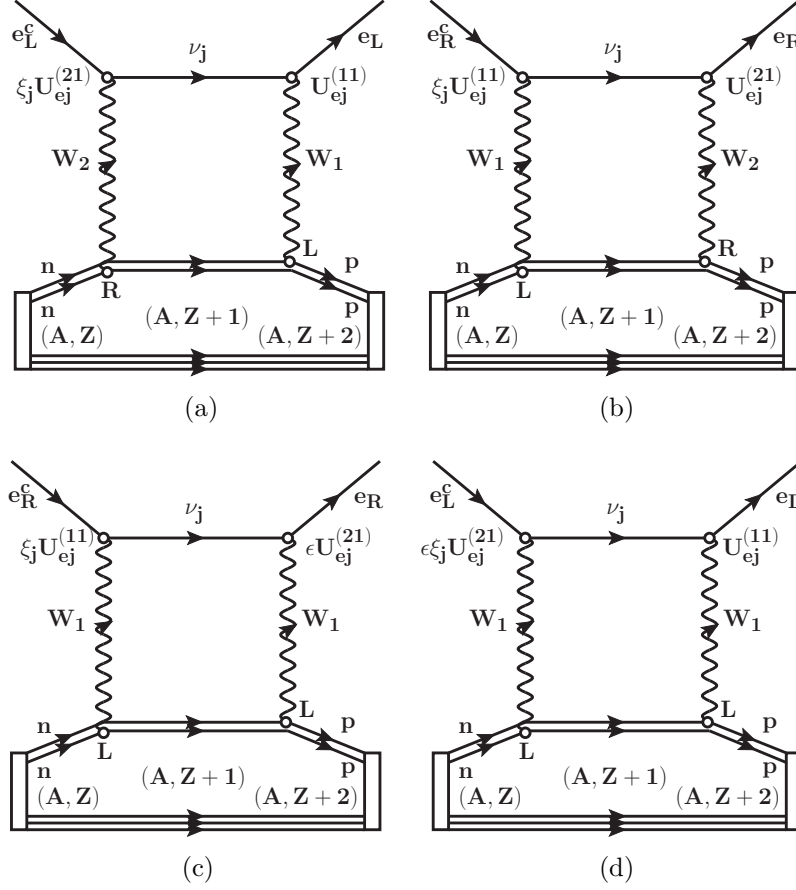 e_L^c ν_j e_L
ξ_j U_ej^(21) U_ej^(11)
W_2 W_1
n R L p
n (A, Z) (A, Z + 1) (A, Z + 2) p
(a)
e_R^c ν_j e_R
ξ_j U_ej^(11) U_ej^(21)
W_1 W_2
n L R p
n (A, Z) (A, Z + 1) (A, Z + 2) p
(b)
e_R^c ν_j e_R
ξ_j U_ej^(11) ϵU_ej^(21)
W_1 W_1
n L L p
n (A, Z) (A, Z + 1) (A, Z + 2) p
(c)
e_L^c ν_j
ϵξ_j U_ej^(21) U_ej^(11)
W_1 W_1
n L L p
n (A, Z) (A, Z + 1) (A, Z + 2) p
(d)